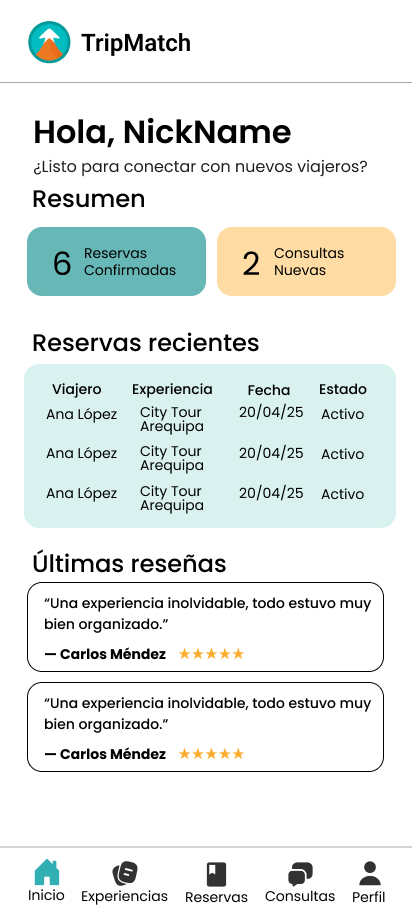 TripMatch
Hola, NickName
¿Listo para conectar con nuevos viajeros?
Resumen
6 Reservas
Confirmadas
2 Consultas
Nuevas
Reservas recientes
Viajero Experiencia Fecha Estado
Ana López City Tour 20/04/25 Activo
Arequipa
Ana López City Tour 20/04/25 Activo
Arequipa
Ana López City Tour 20/04/25 Activo
Arequipa
Últimas reseñas
“Una experiencia inolvidable, todo estuvo muy
bien organizado.”
— Carlos Méndez ★★★★★
“Una experiencia inolvidable, todo estuvo muy
bien organizado.”
— Carlos Méndez ★★★★★
Inicio Experiencias Reservas Consultas Perfil